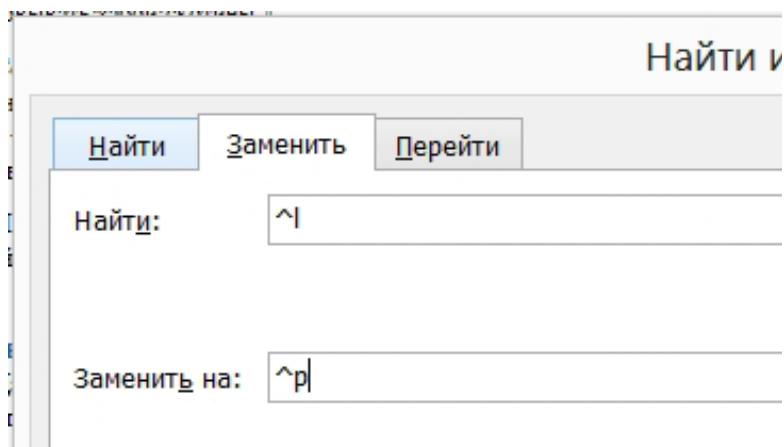 Найти и
Найти Заменить Перейти
Найти: ^l
Заменить на: ^p